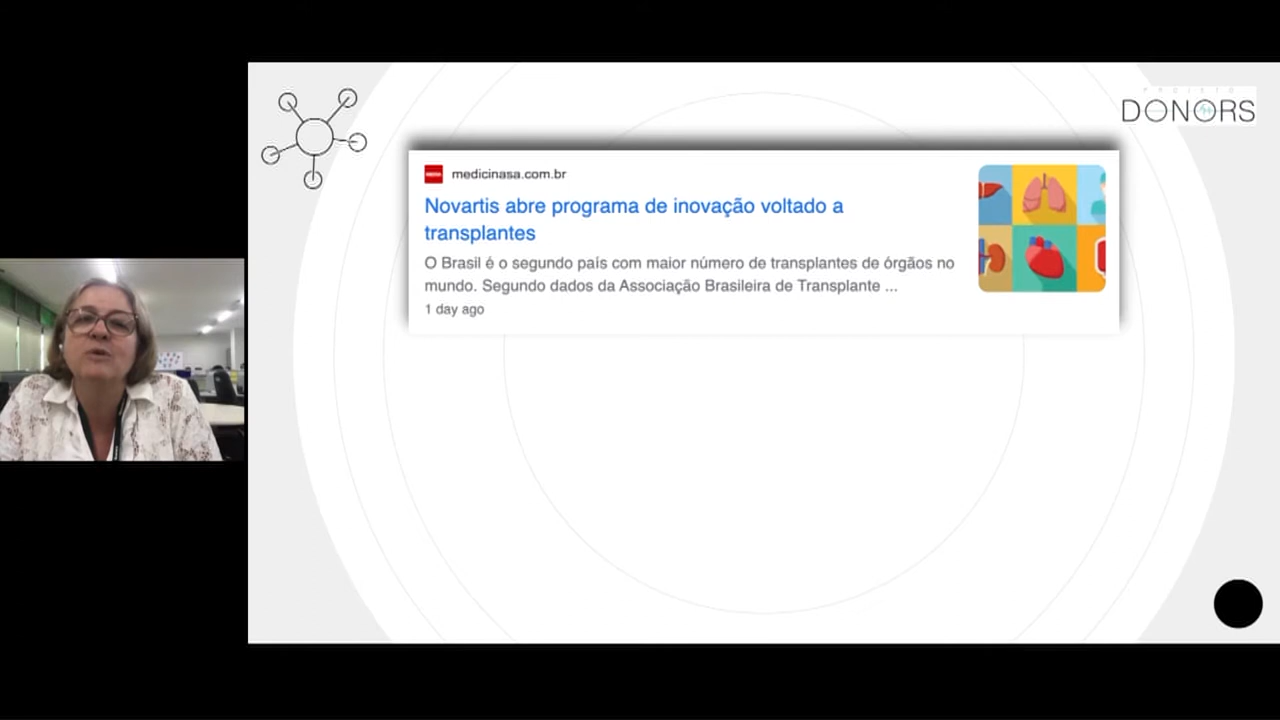 PROJETO
DONORS
medicinasa.com.br
Novartis abre programa de inovação voltado a
transplantes
O Brasil é o segundo país com maior número de transplantes de órgãos no
mundo. Segundo dados da Associação Brasileira de Transplante ...
1 day ago